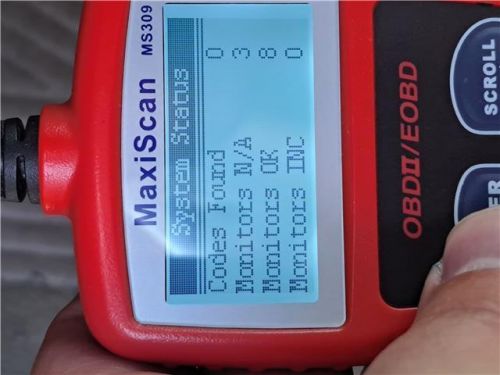 MaxiScan MS309
System Status
Codes Found 0
Monitors N/A 3
Monitors OK 8
Monitors INC 0
OBDII/EOBD
SCROLL